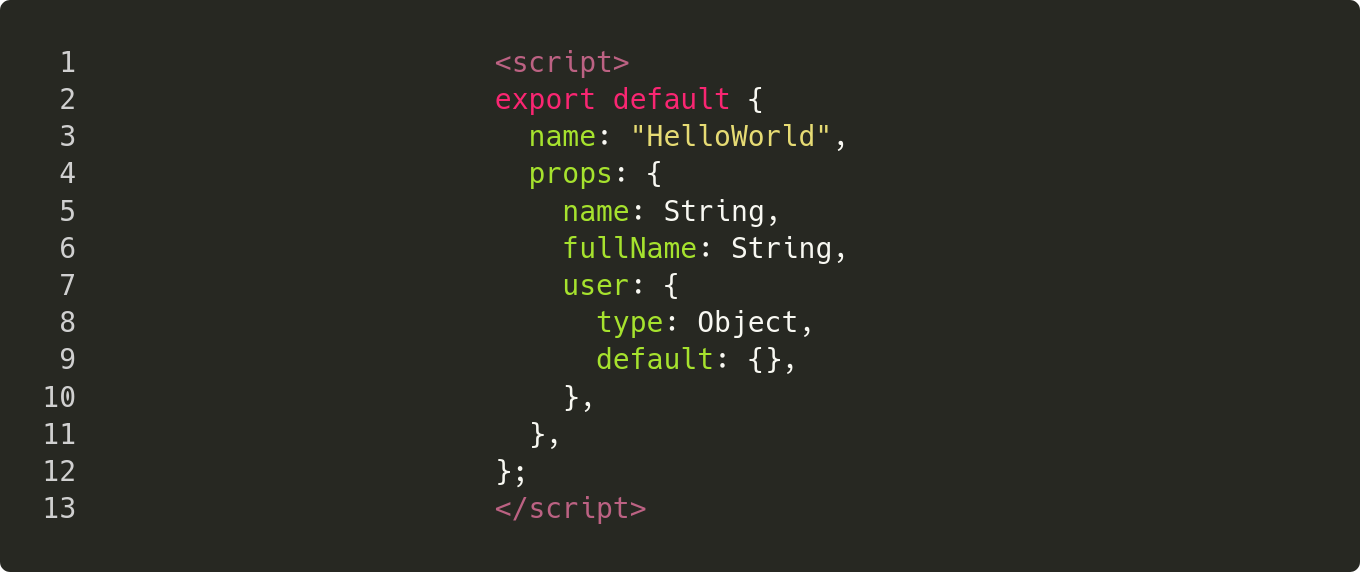 1 <script>
2 export default {
3   name: "HelloWorld",
4   props: {
5     name: String,
6     fullName: String,
7     user: {
8       type: Object,
9       default: {},
10     },
11   },
12 };
13 </script>